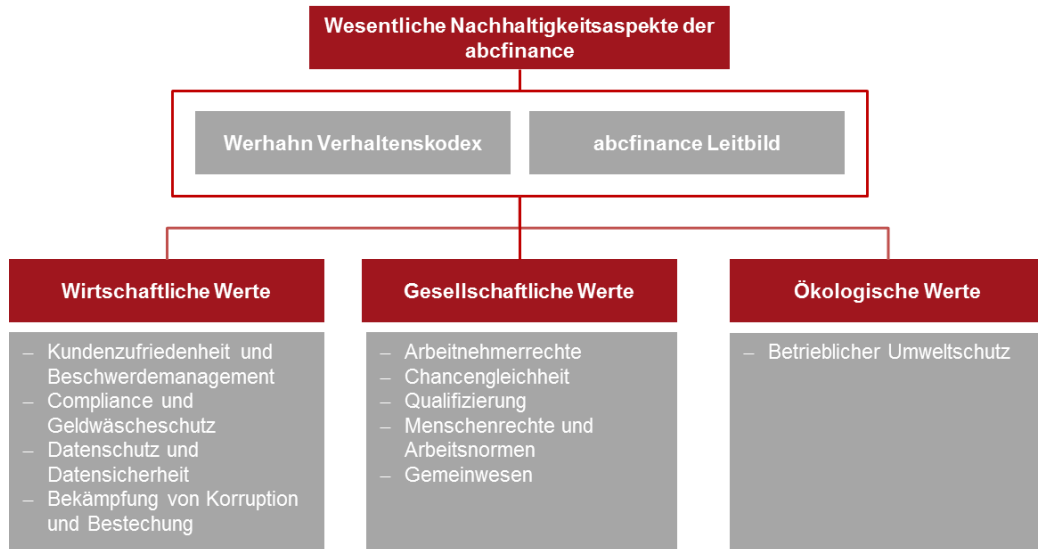 Wesentliche Nachhaltigkeitsaspekte der
abcfinance
Werhahn Verhaltenskodex
abcfinance Leitbild
Wirtschaftliche Werte
– Kundenzufriedenheit und
Beschwerdemanagement
– Compliance und
Geldwäscheschutz
– Datenschutz und
Datensicherheit
– Bekämpfung von Korruption
und Bestechung
Gesellschaftliche Werte
– Arbeitnehmerrechte
– Chancengleichheit
– Qualifizierung
– Menschenrechte und
Arbeitsnormen
– Gemeinwesen
Ökologische Werte
– Betrieblicher Umweltschutz